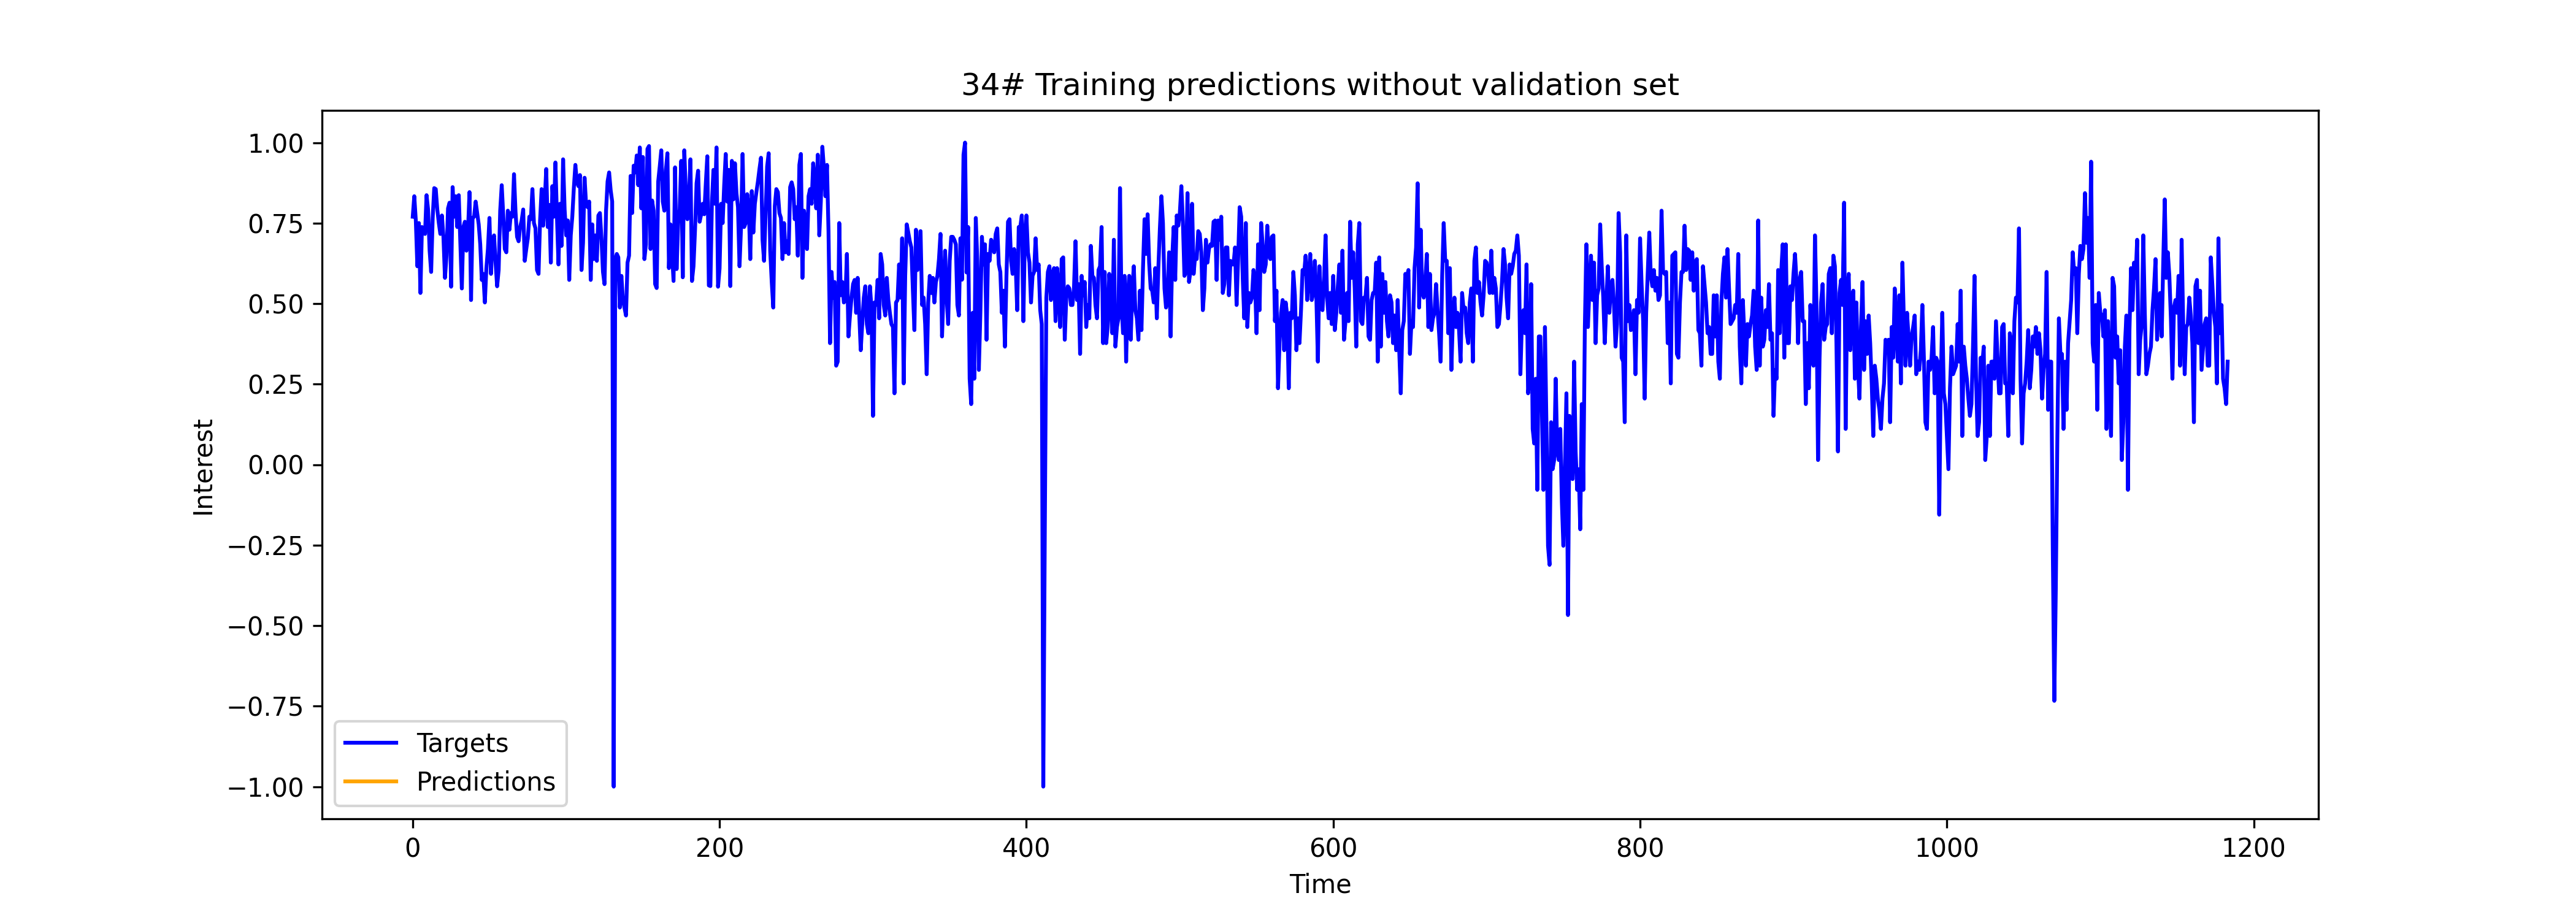 34# Training predictions without validation set
1.00
0.75
0.50
0.25
0.00
−0.25
−0.50
−0.75
−1.00
Interest
Targets
Predictions
0 200 400 600 800 1000 1200
Time